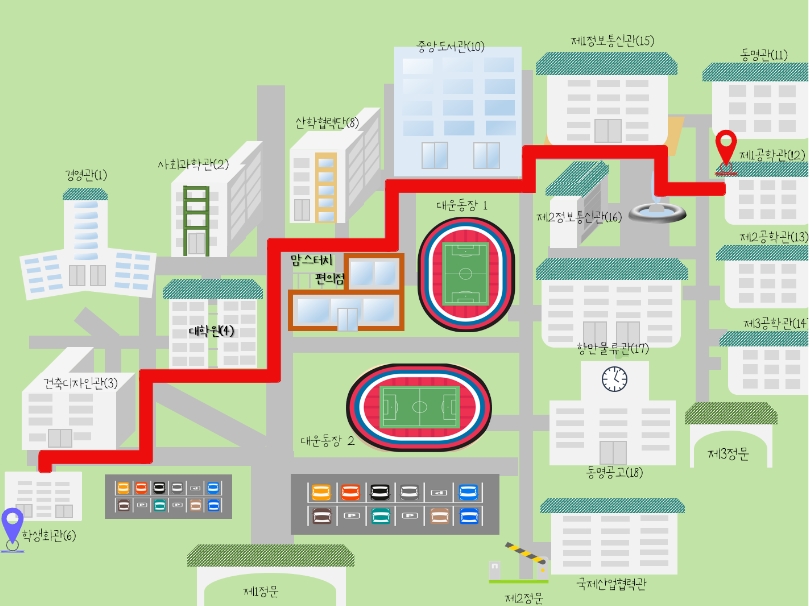 중앙도서관(10)
제1정보통신관(15)
동명관(11)
산학협력단(8)
사회과학관(2)
제1공학관(12)
경영관(1)
대운동장 1
제2정보통신관(16)
제2공학관(13)
맘스터치
편의점
대학원(4)
제3공학관(14)
항만물류관(17)
건축디자인관(3)
대운동장 2
제3정문
동명공고(18)
학생회관(6)
국제산업협력관
제1정문
제2정문